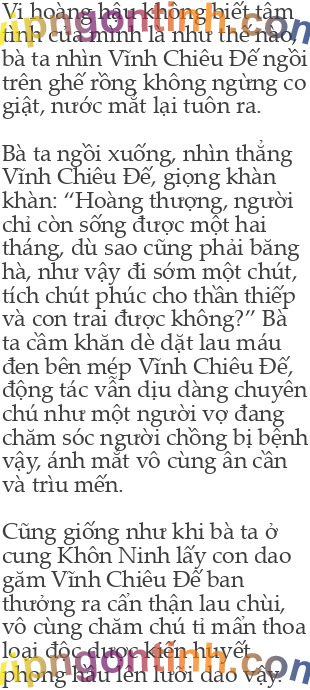 Vị hoàng hậu không biết tâm
tình của mình là như thế nào,
bà ta nhìn Vĩnh Chiêu Đế ngồi
trên ghế rồng không ngừng co
giật, nước mắt lại tuôn ra.
Bà ta ngồi xuống, nhìn thẳng
Vĩnh Chiêu Đế, giọng khàn
khàn: “Hoàng thượng, người
chỉ còn sống được một hai
tháng, dù sao cũng phải băng
hà, như vậy đi sớm một chút,
tích chút phúc cho thần thiếp
và con trai được không?” Bà
ta cầm khăn dè dặt lau máu
đen bên mép Vĩnh Chiêu Đế,
động tác vẫn dịu dàng chuyên
chú như một người vợ đang
chăm sóc người chồng bị bệnh
vậy, ánh mắt vô cùng ân cần
và trìu mến.
Cũng giống như khi bà ta ở
cung Khôn Ninh lấy con dao
găm Vĩnh Chiêu Đế ban
thưởng ra cẩn thận lau chùi,
vô cùng chăm chú tỉ mẩn thoa
loại độc dược kiến huyết
phong hầu lên lưỡi dao vậy.
vipngontinh.com
vipngontinh.com